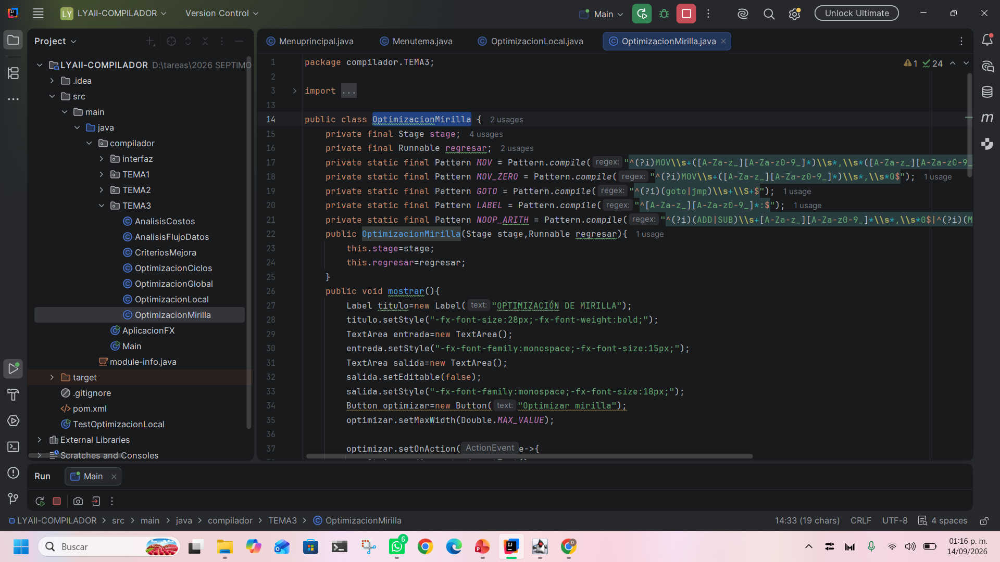 LY LYAII-COMPILADOR Version Control Main Unlock Ultimate
Project
Menuprincipal.java Menutema.java OptimizacionLocal.java OptimizacionMirilla.java
LYAII-COMPILADOR D:\tareas\2026 SEPTIMO
.idea
src
main
java
compilador
interfaz
TEMA1
TEMA2
TEMA3
AnalisisCostos
AnalisisFlujoDatos
CriteriosMejora
OptimizacionCiclos
OptimizacionGlobal
OptimizacionLocal
OptimizacionMirilla
AplicacionFX
Main
module-info.java
target
.gitignore
pom.xml
TestOptimizacionLocal
External Libraries
Scratches and Consoles
1 24
1 package compilador.TEMA3;
2
3 import ...
13
14 public class OptimizacionMirilla { 2 usages
15 private final Stage stage; 4 usages
16 private final Runnable regresar; 2 usages
17 private static final Pattern MOV = Pattern.compile( regex: "^(?i)MOV\\s+([A-Za-z_][A-Za-z0-9_]*)\\s*,\\s*([A-Za-z_][A-Za-z0-9_
18 private static final Pattern MOV_ZERO = Pattern.compile( regex: "^(?i)MOV\\s+([A-Za-z_][A-Za-z0-9_]*)\\s*,\\s*0$"); 1 usage
19 private static final Pattern GOTO = Pattern.compile( regex: "^(?i)(goto|jmp)\\s+\\S+$"); 1 usage
20 private static final Pattern LABEL = Pattern.compile( regex: "^[A-Za-z_][A-Za-z0-9_]*:$"); 1 usage
21 private static final Pattern NOOP_ARITH = Pattern.compile( regex: "^(?i)(ADD|SUB)\\s+[A-Za-z_][A-Za-z0-9_]*\\s*,\\s*0$|^(?i)(M
22 public OptimizacionMirilla(Stage stage,Runnable regresar){ 1 usage
23 this.stage=stage;
24 this.regresar=regresar;
25 }
26 public void mostrar(){
27 Label titulo=new Label( text: "OPTIMIZACIÓN DE MIRILLA");
28 titulo.setStyle("-fx-font-size:28px;-fx-font-weight:bold;");
29 TextArea entrada=new TextArea();
30 entrada.setStyle("-fx-font-family:monospace;-fx-font-size:15px;");
31 TextArea salida=new TextArea();
32 salida.setEditable(false);
33 salida.setStyle("-fx-font-family:monospace;-fx-font-size:18px;");
34 Button optimizar=new Button( text: "Optimizar mirilla");
35 optimizar.setMaxWidth(Double.MAX_VALUE);
36
37 optimizar.setOnAction( ActionEvent e->{
Run Main
LYAII-COMPILADOR > src > main > java > compilador > TEMA3 > OptimizacionMirilla 14:33 (19 chars) CRLF UTF-8 4 spaces
Buscar
6
D
01:16 p. m.
14/09/2026